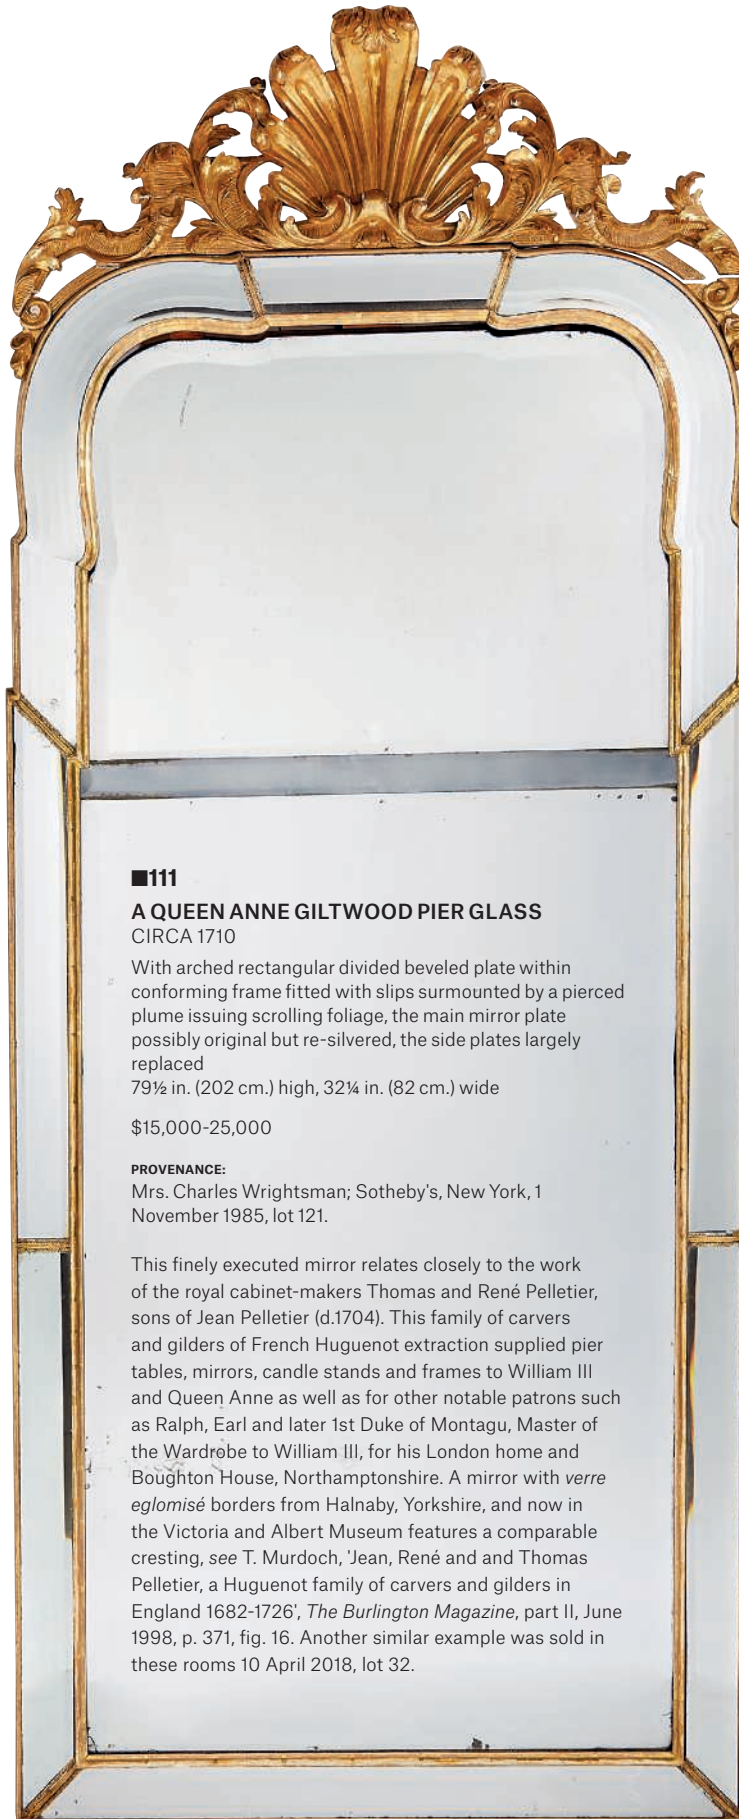 ■111
A QUEEN ANNE GILTWOOD PIER GLASS
CIRCA 1710
With arched rectangular divided beveled plate within
conforming frame fitted with slips surmounted by a pierced
plume issuing scrolling foliage, the main mirror plate
possibly original but re-silvered, the side plates largely
replaced
79½ in. (202 cm.) high, 32¼ in. (82 cm.) wide
$15,000-25,000
PROVENANCE:
Mrs. Charles Wrightsman; Sotheby's, New York, 1
November 1985, lot 121.
This finely executed mirror relates closely to the work
of the royal cabinet-makers Thomas and René Pelletier,
sons of Jean Pelletier (d.1704). This family of carvers
and gilders of French Huguenot extraction supplied pier
tables, mirrors, candle stands and frames to William III
and Queen Anne as well as for other notable patrons such
as Ralph, Earl and later 1st Duke of Montagu, Master of
the Wardrobe to William III, for his London home and
Boughton House, Northamptonshire. A mirror with verre
eglomisé borders from Halnaby, Yorkshire, and now in
the Victoria and Albert Museum features a comparable
cresting, see T. Murdoch, 'Jean, René and and Thomas
Pelletier, a Huguenot family of carvers and gilders in
England 1682-1726', The Burlington Magazine, part II, June
1998, p. 371, fig. 16. Another similar example was sold in
these rooms 10 April 2018, lot 32.